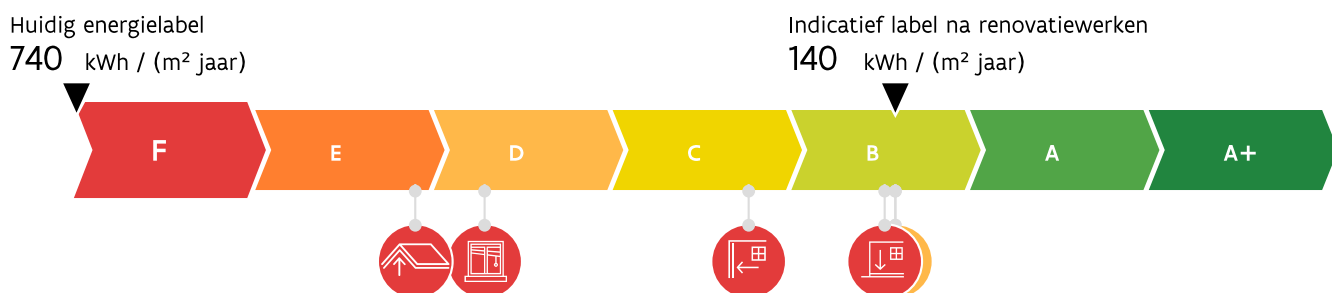 Huidig energielabel
740 kWh / (m² jaar)
Indicatief label na renovatiewerken
140 kWh / (m² jaar)
F E D C B A A+